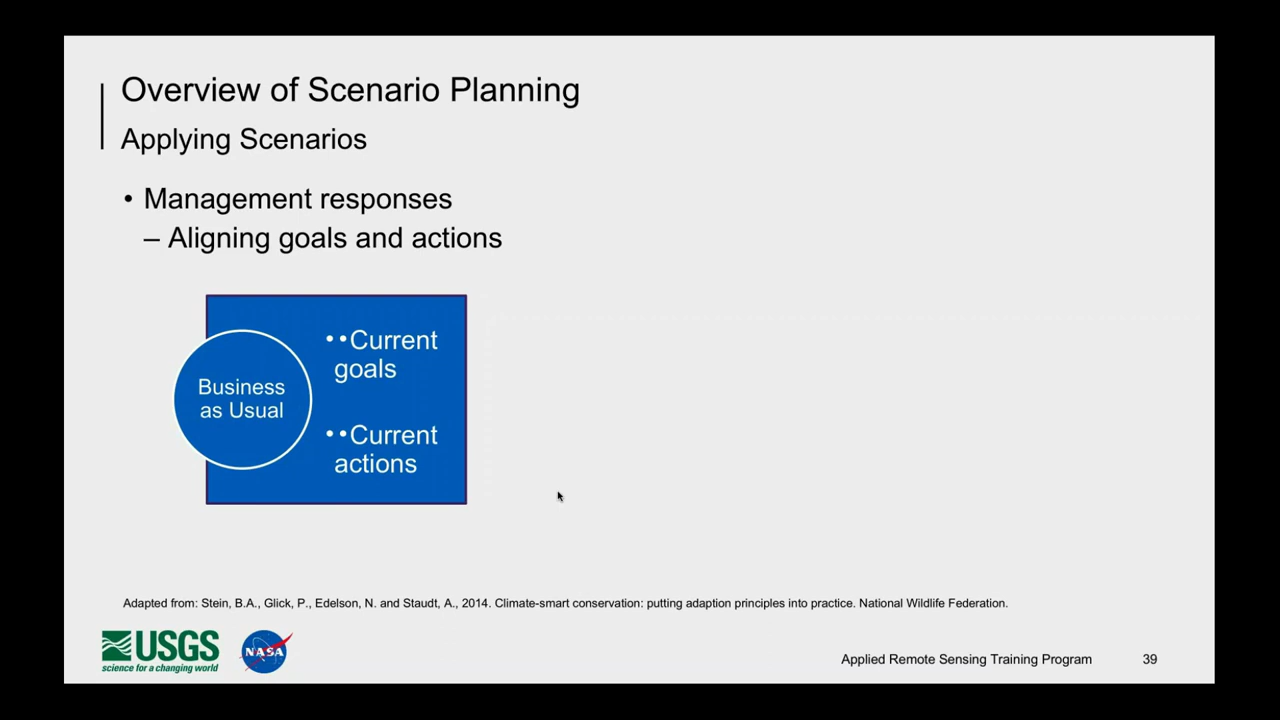 Overview of Scenario Planning
Applying Scenarios
• Management responses
– Aligning goals and actions
Business
as Usual
• •Current
goals
• •Current
actions
Adapted from: Stein, B.A., Glick, P., Edelson, N. and Staudt, A., 2014. Climate-smart conservation: putting adaption principles into practice. National Wildlife Federation.
USGS
science for a changing world
NASA
Applied Remote Sensing Training Program
39